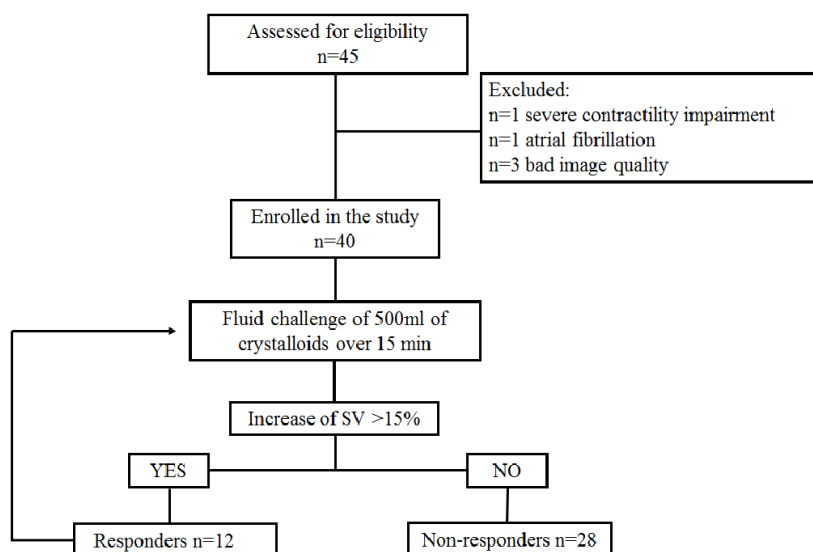 Assessed for eligibility
n=45
Excluded:
n=1 severe contractility impairment
n=1 atrial fibrillation
n=3 bad image quality
Enrolled in the study
n=40
Fluid challenge of 500ml of
crystalloids over 15 min
Increase of SV >15%
YES
NO
Responders n=12
Non-responders n=28